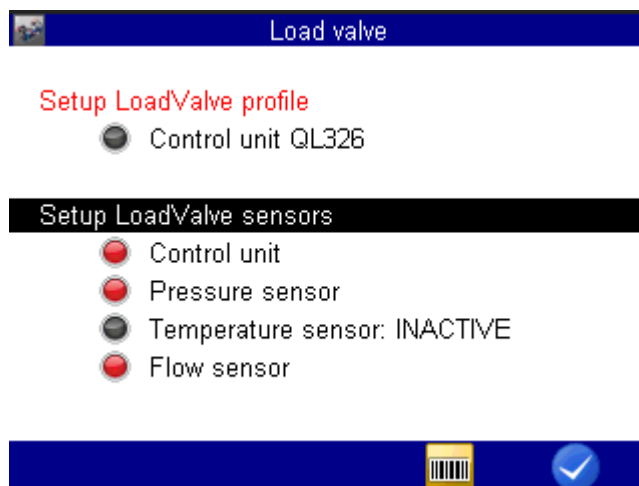 Load valve
Setup LoadValve profile
Control unit QL326
Setup LoadValve sensors
Control unit
Pressure sensor
Temperature sensor: INACTIVE
Flow sensor